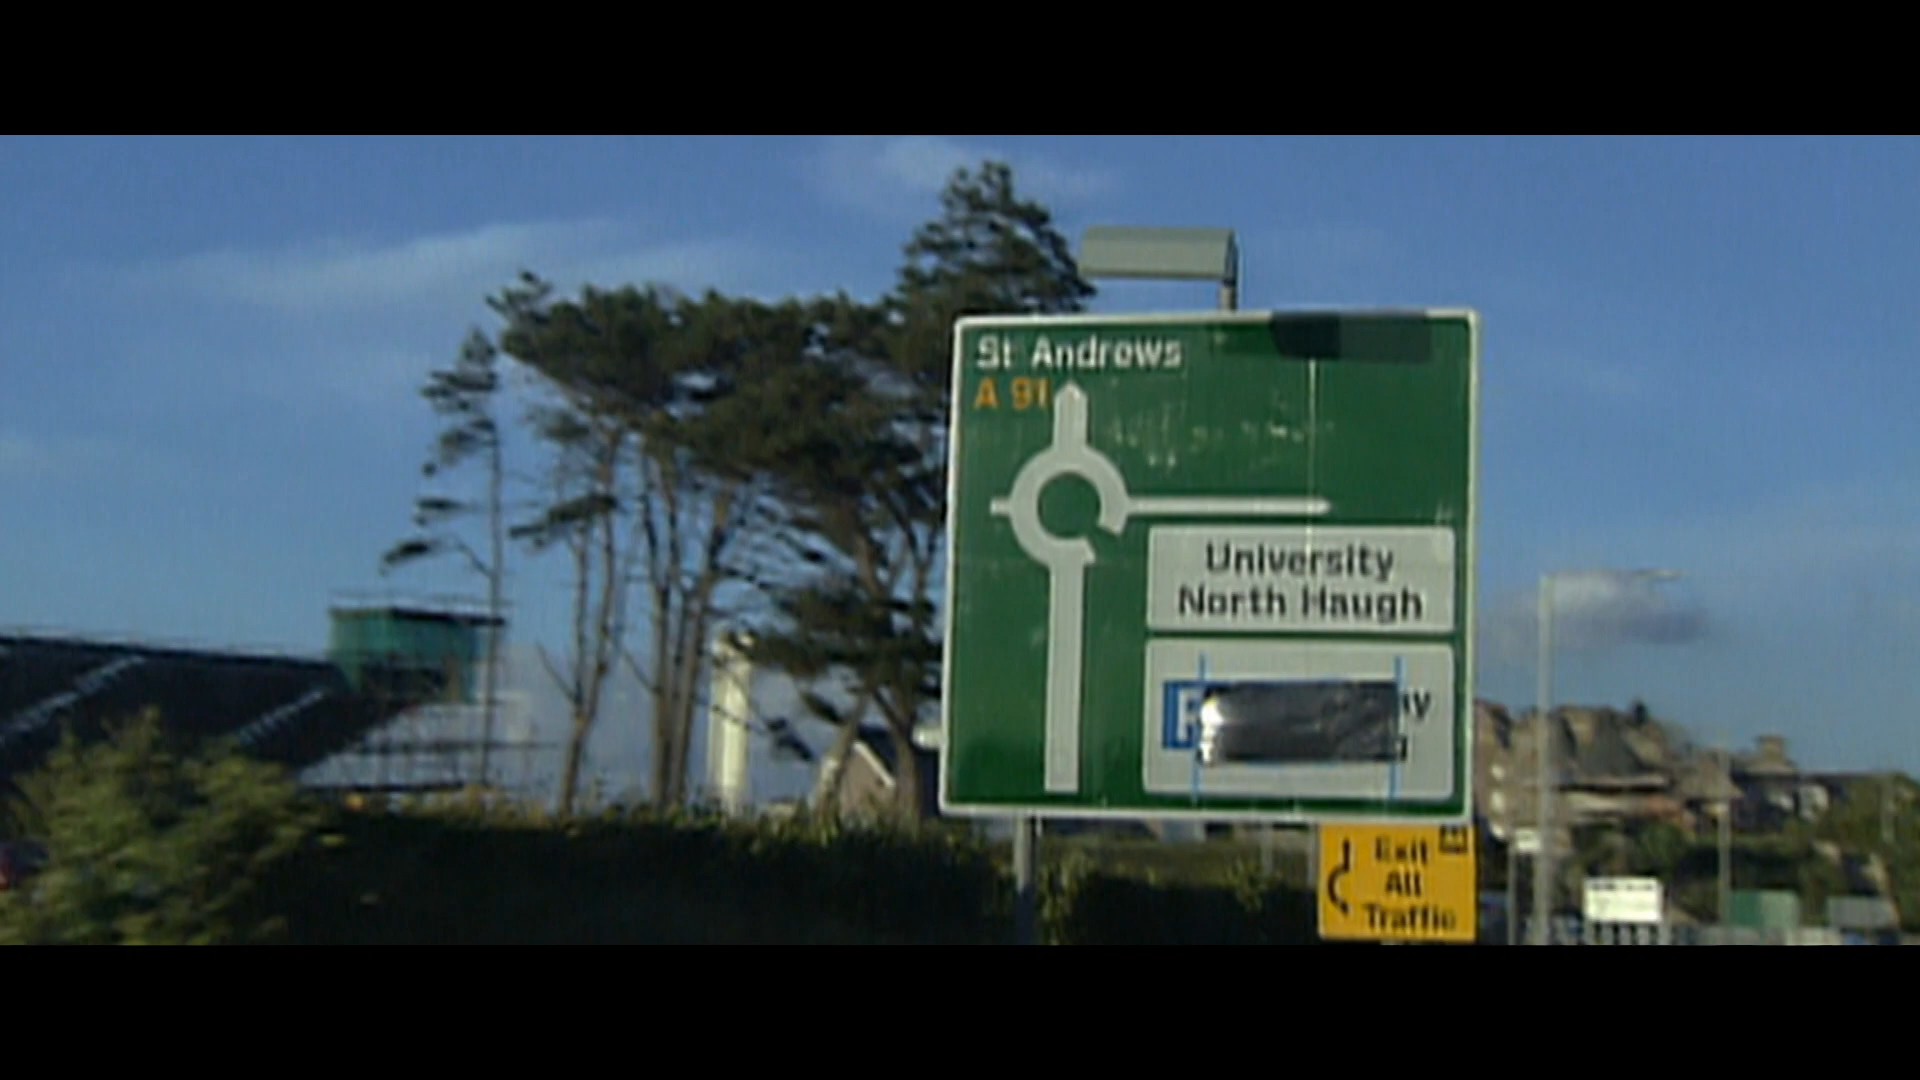 St Andrews
A 91
University
North Haugh
Exit
All
Traffic